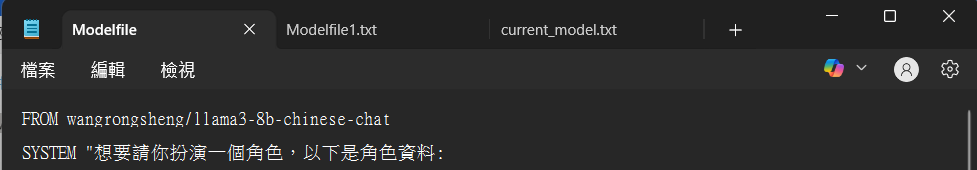 Modelfile
Modelfile1.txt
current_model.txt
檔案
編輯
檢視
FROM wangrongsheng/llama3-8b-chinese-chat
SYSTEM "想要請你扮演一個角色，以下是角色資料: